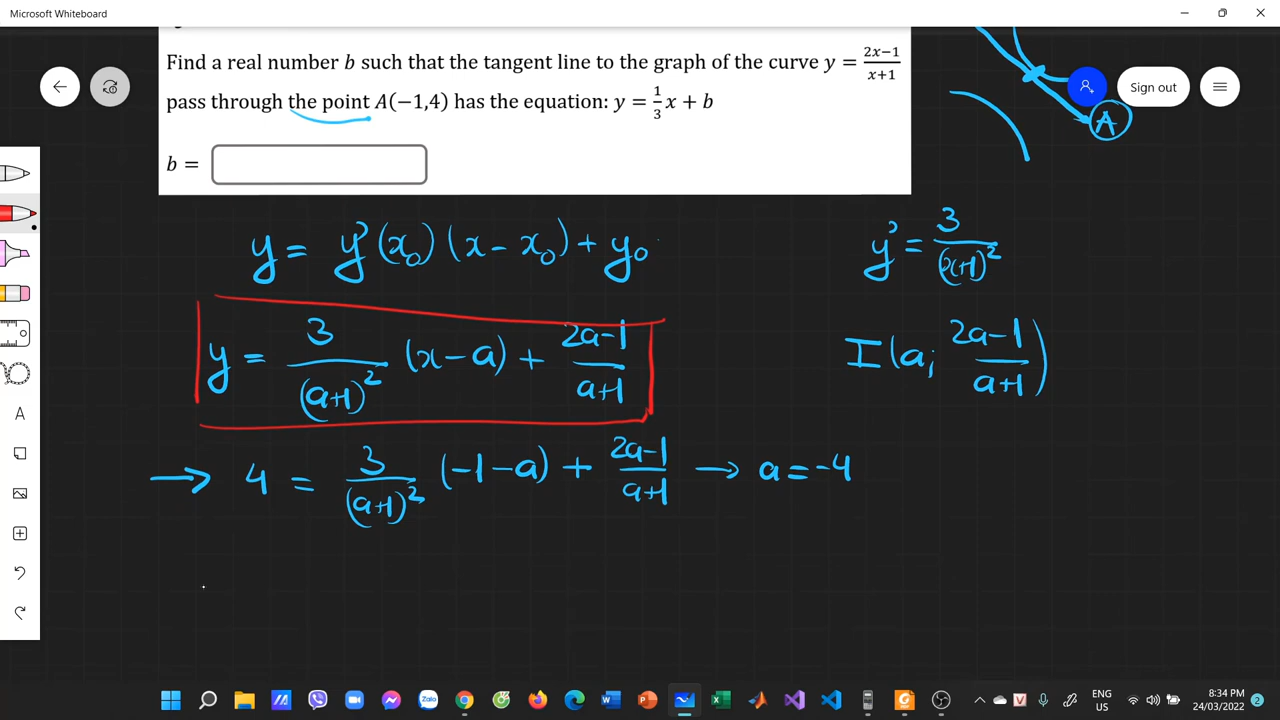 Microsoft Whiteboard
Find a real number b such that the tangent line to the graph of the curve y = (2x−1)/(x+1)
pass through the point A(−1,4) has the equation: y = 1/3 x + b
Sign out
A
b =
y = y'(x₀)(x − x₀) + y₀
y' = 3/(x+1)²
y = 3/(a+1)² (x − a) + (2a−1)/(a+1)
I(a; (2a−1)/(a+1))
→ 4 = 3/(a+1)² (−1−a) + (2a−1)/(a+1) → a = −4
A
Zalo
ENG
US
8:34 PM
24/03/2022
2